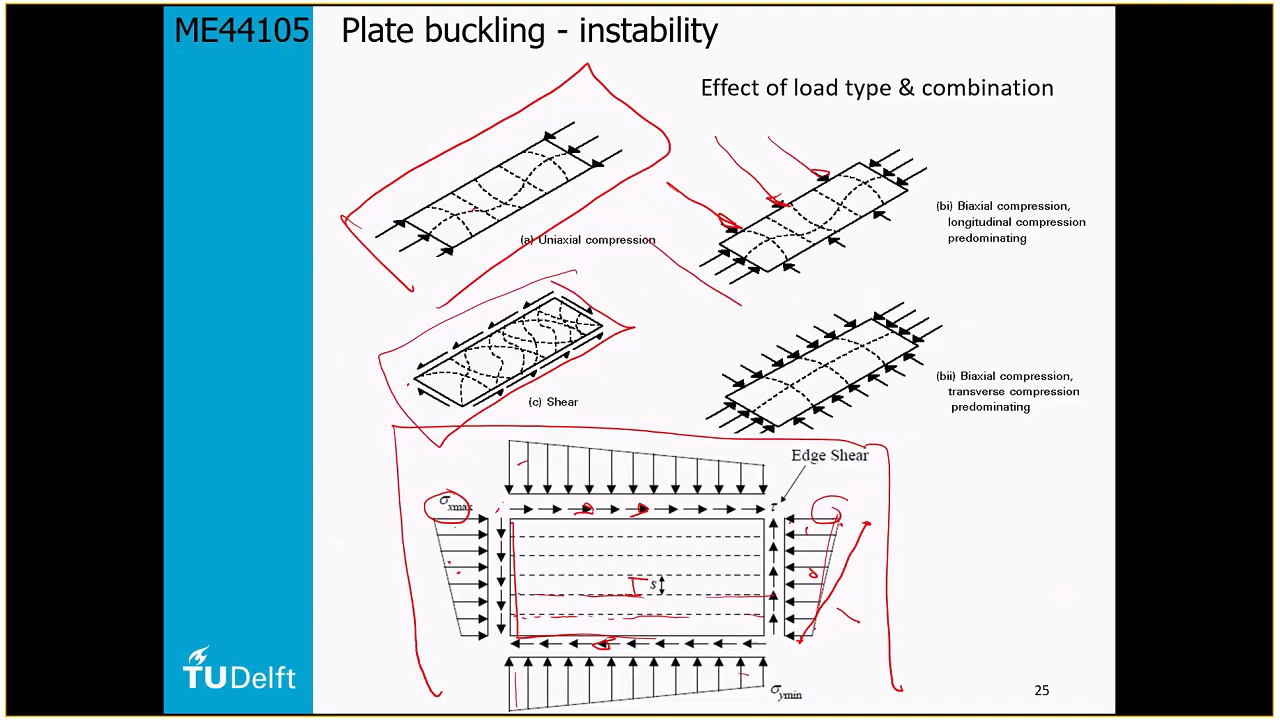 ME44105
Plate buckling - instability
Effect of load type & combination
(a) Uniaxial compression
(bi) Biaxial compression,
longitudinal compression
predominating
(c) Shear
(bii) Biaxial compression,
transverse compression
predominating
Edge Shear
σxmax
τ
s
σymin
TUDelft
25